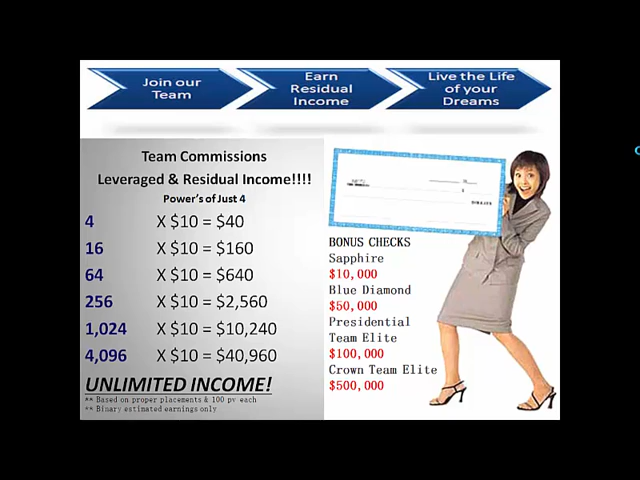 Join our
Team
Earn
Residual
Income
Live the Life
of your
Dreams
Team Commissions
Leveraged & Residual Income!!!!
Power's of Just 4
4 X $10 = $40
16 X $10 = $160
64 X $10 = $640
256 X $10 = $2,560
1,024 X $10 = $10,240
4,096 X $10 = $40,960
UNLIMITED INCOME!
** Based on proper placements & 100 pv each
** Binary estimated earnings only
DOLLARS
BONUS CHECKS
Sapphire
$10,000
Blue Diamond
$50,000
Presidential
Team Elite
$100,000
Crown Team Elite
$500,000